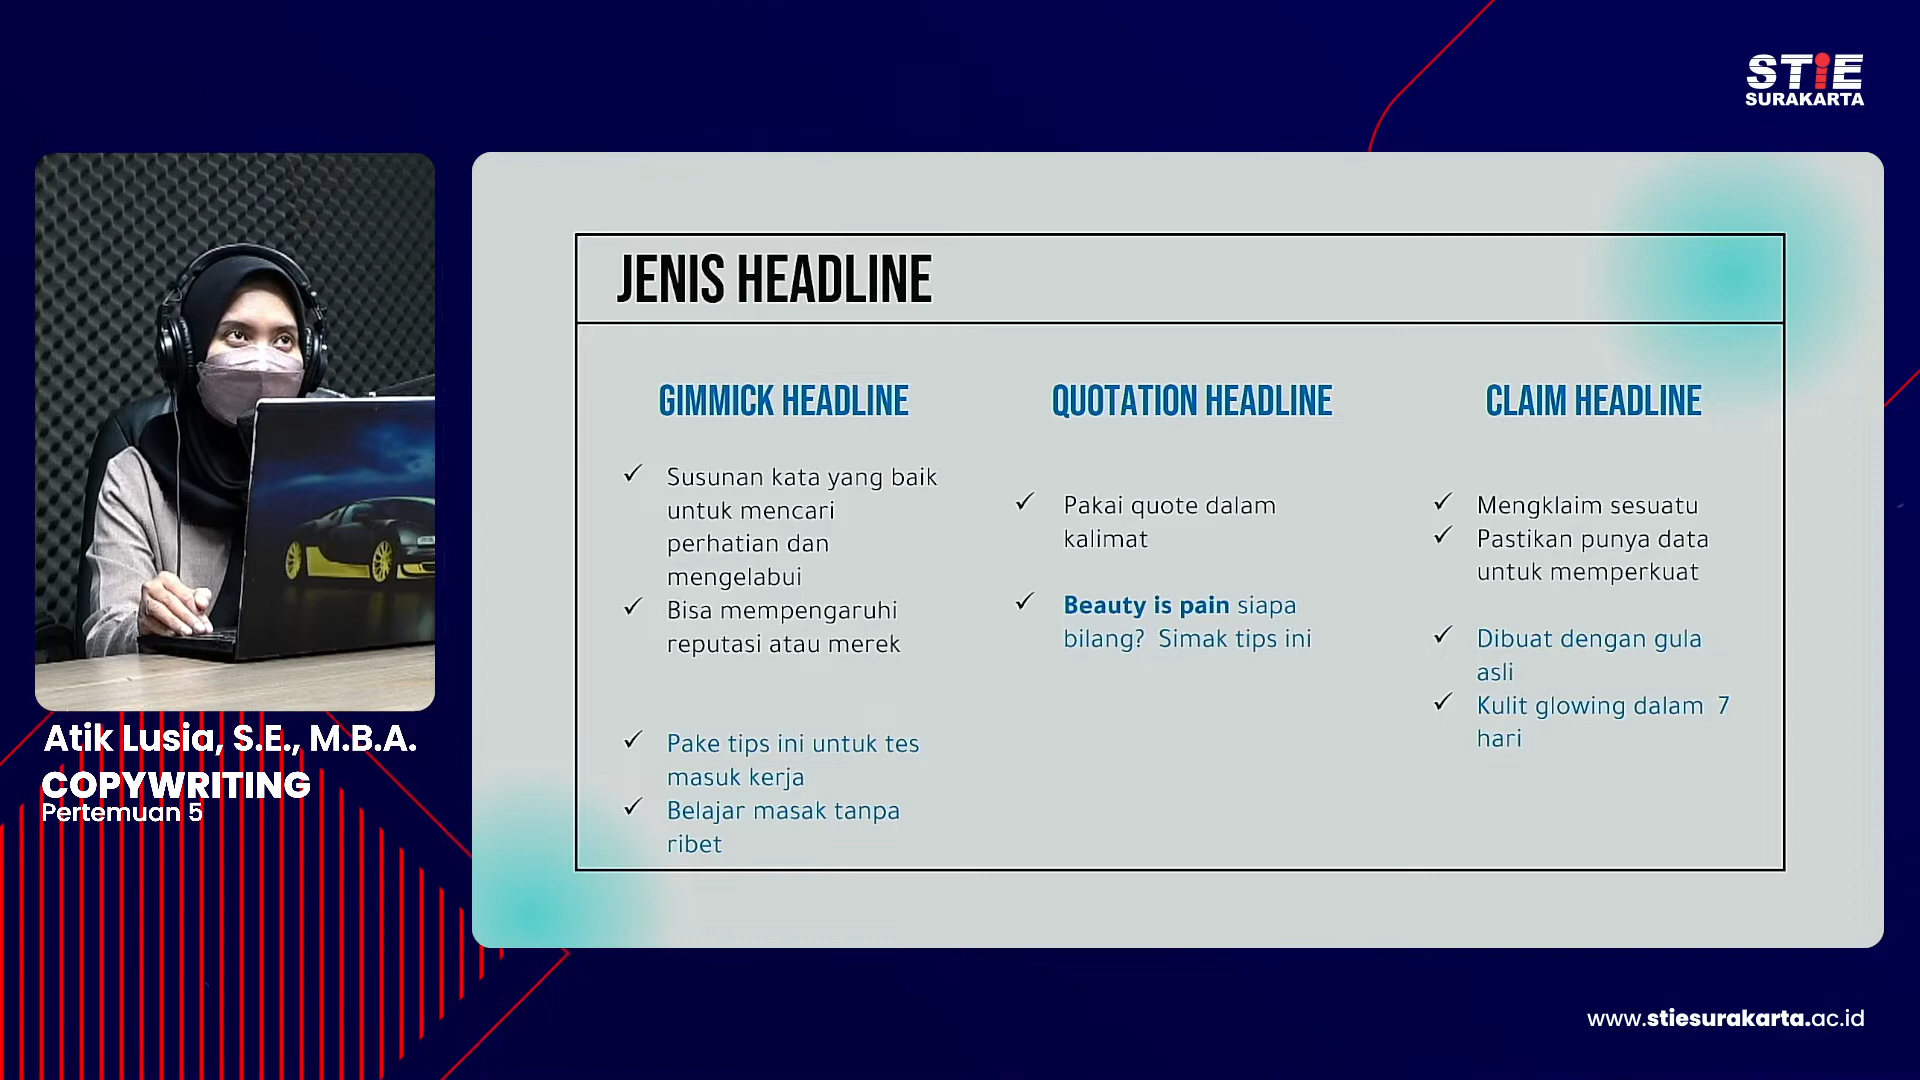 STiE
SURAKARTA
JENIS HEADLINE
GIMMICK HEADLINE
✓ Susunan kata yang baik
untuk mencari
perhatian dan
mengelabui
✓ Bisa mempengaruhi
reputasi atau merek
✓ Pake tips ini untuk tes
masuk kerja
✓ Belajar masak tanpa
ribet
QUOTATION HEADLINE
✓ Pakai quote dalam
kalimat
✓ Beauty is pain siapa
bilang?  Simak tips ini
CLAIM HEADLINE
✓ Mengklaim sesuatu
✓ Pastikan punya data
untuk memperkuat
✓ Dibuat dengan gula
asli
✓ Kulit glowing dalam  7
hari
Atik Lusia, S.E., M.B.A.
COPYWRITING
Pertemuan 5
www.stiesurakarta.ac.id